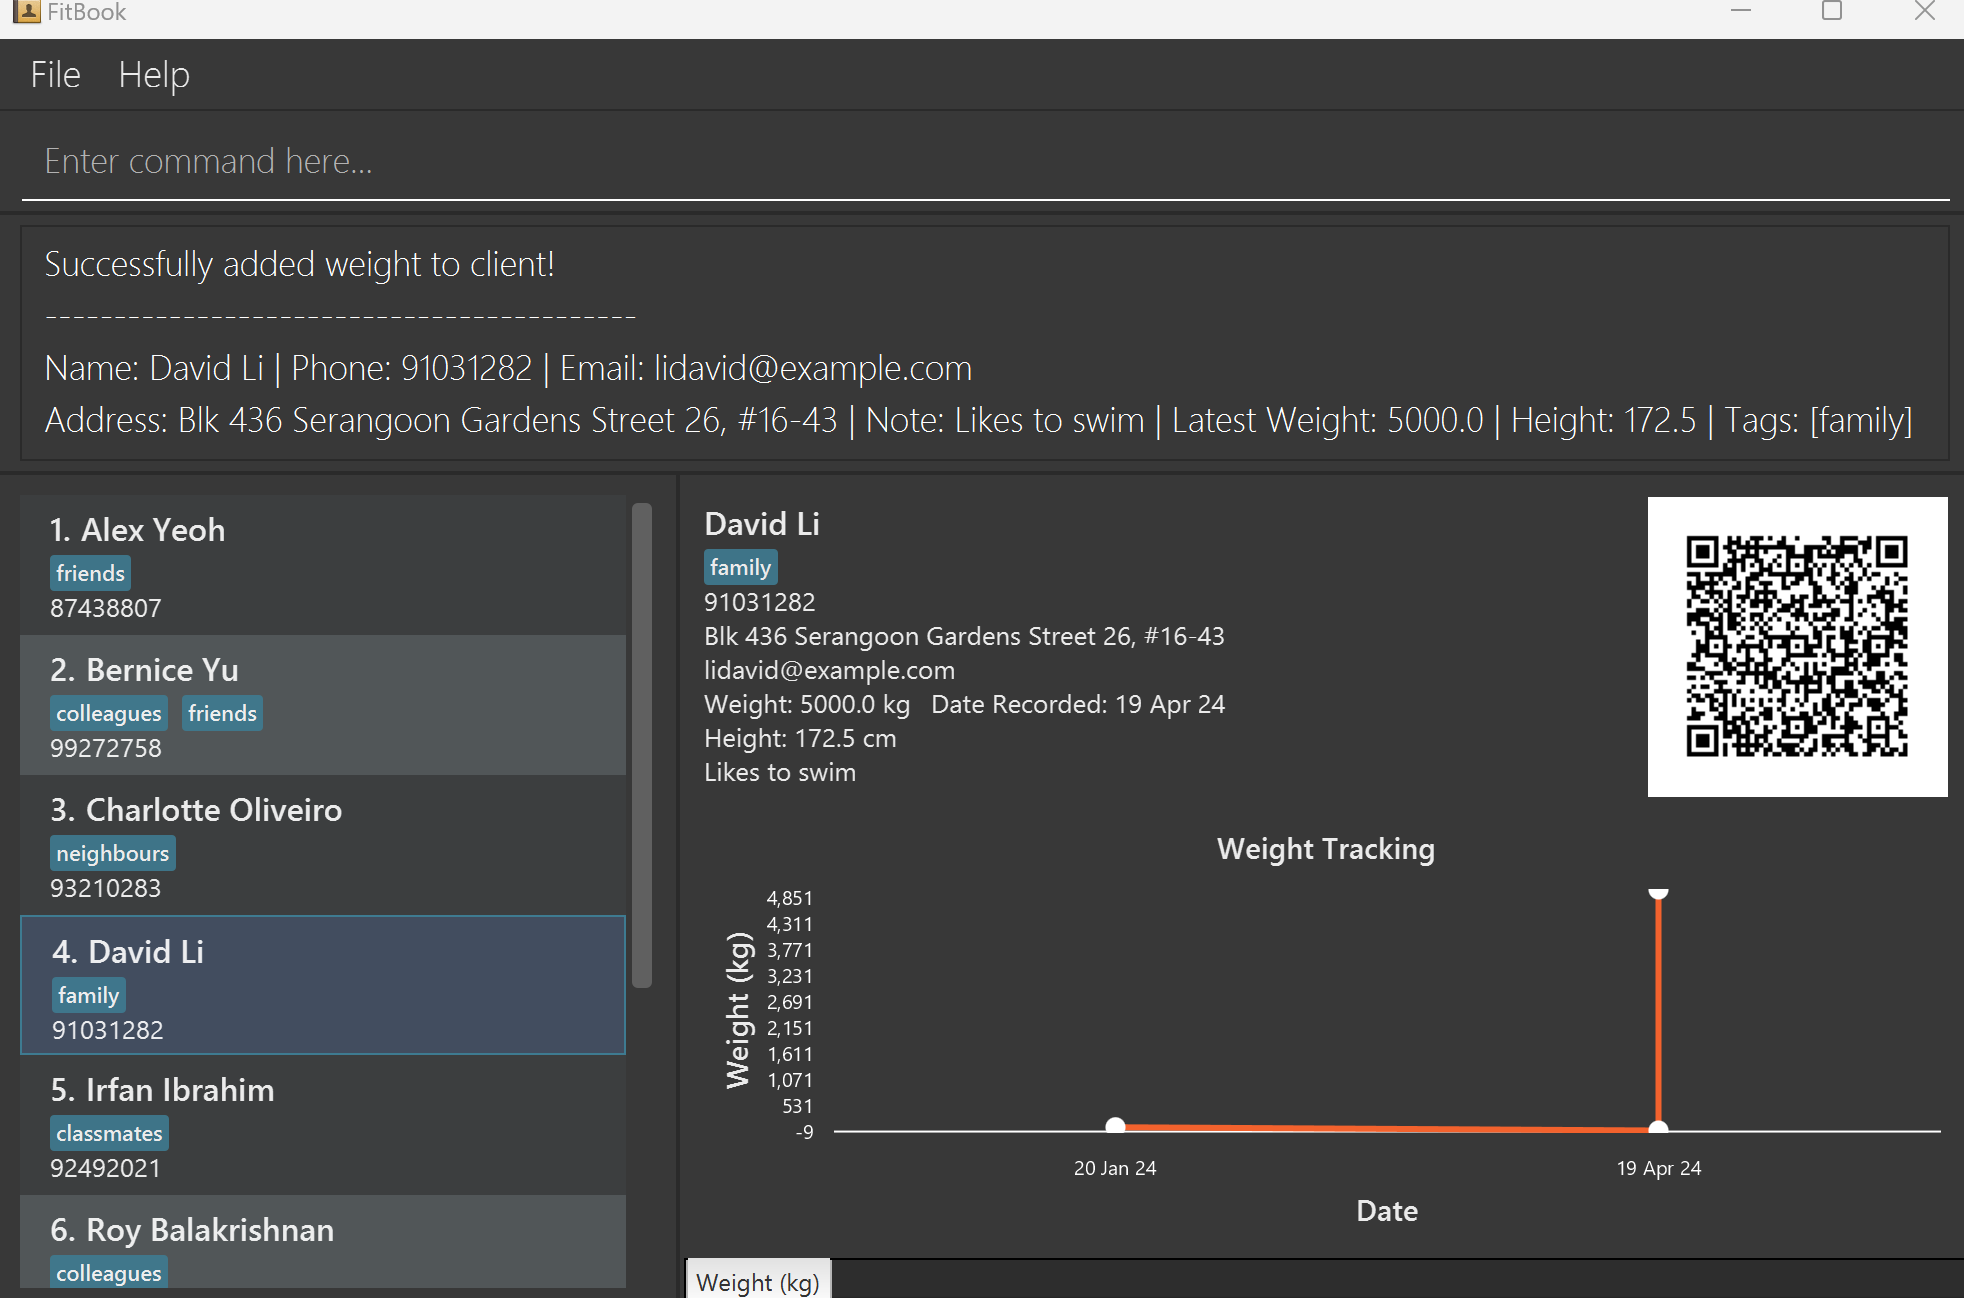 FitBook
File Help
Enter command here...
Successfully added weight to client!
-------------------------------------------
Name: David Li | Phone: 91031282 | Email: lidavid@example.com
Address: Blk 436 Serangoon Gardens Street 26, #16-43 | Note: Likes to swim | Latest Weight: 5000.0 | Height: 172.5 | Tags: [family]
1. Alex Yeoh
friends
87438807
2. Bernice Yu
colleagues friends
99272758
3. Charlotte Oliveiro
neighbours
93210283
4. David Li
family
91031282
5. Irfan Ibrahim
classmates
92492021
6. Roy Balakrishnan
colleagues
David Li
family
91031282
Blk 436 Serangoon Gardens Street 26, #16-43
lidavid@example.com
Weight: 5000.0 kg Date Recorded: 19 Apr 24
Height: 172.5 cm
Likes to swim
Weight Tracking
Weight (kg)
4,851
4,311
3,771
3,231
2,691
2,151
1,611
1,071
531
-9
20 Jan 24 19 Apr 24
Date
Weight (kg)